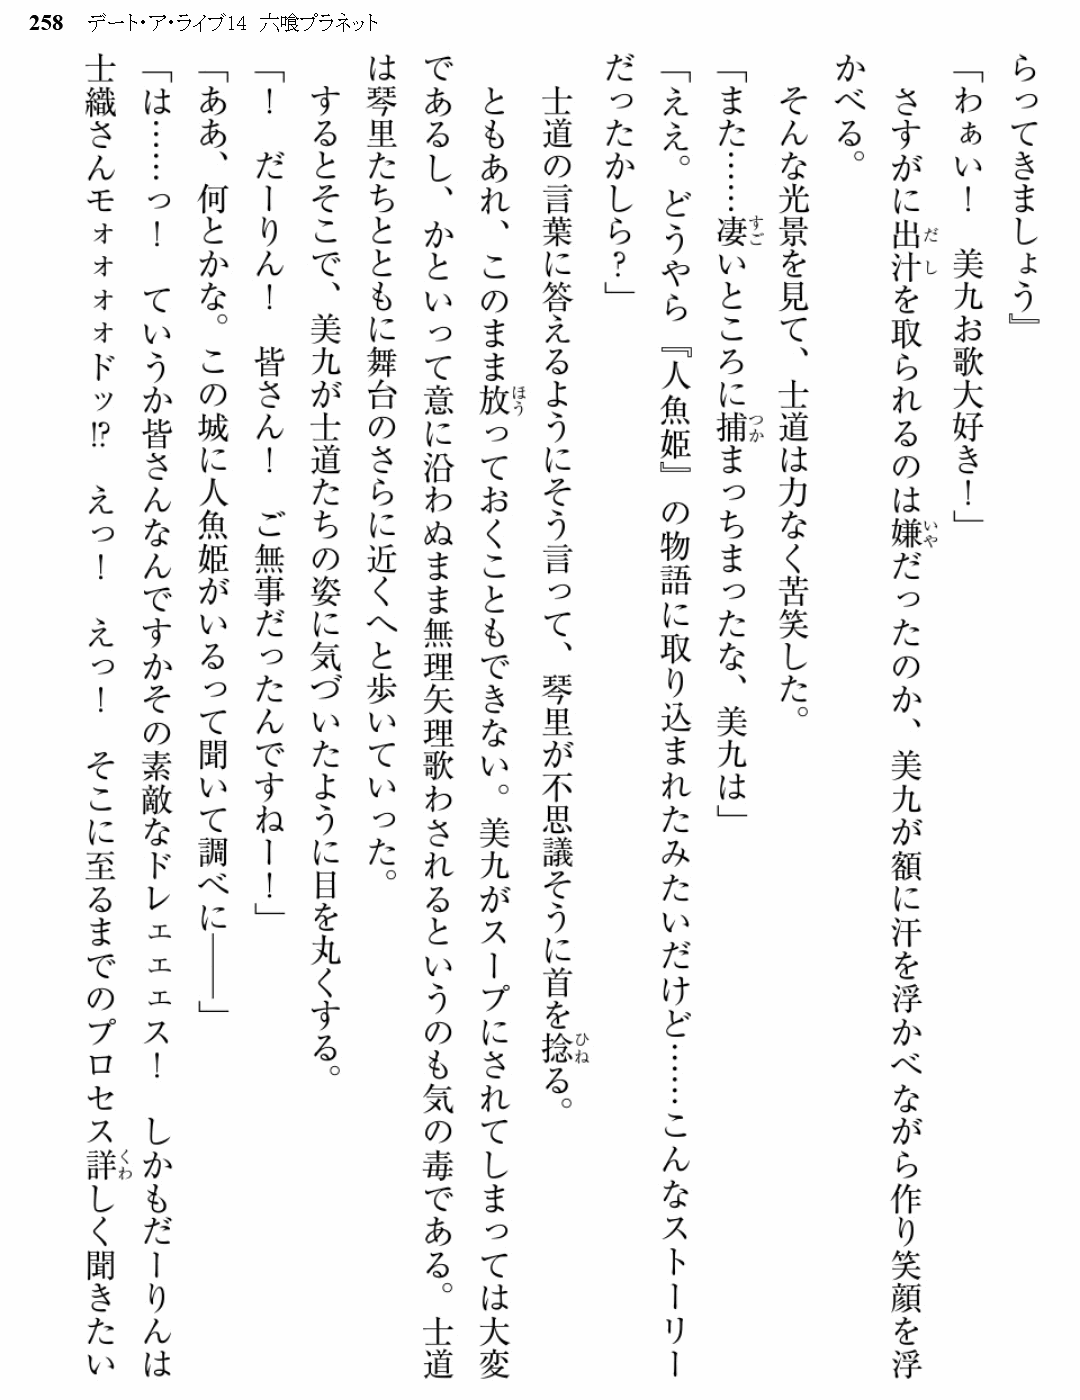 258 デート・ア・ライブ14 六喰プラネット
らってきましょう』
「わぁい！　美九お歌大好き！」
　さすがに出汁を取られるのは嫌だったのか、美九が額に汗を浮かべながら作り笑顔を浮
かべる。
　そんな光景を見て、士道は力なく苦笑した。
「また……凄いところに捕まっちまったな、美九は」
「ええ。どうやら『人魚姫』の物語に取り込まれたみたいだけど……こんなストーリー
だったかしら？」
　士道の言葉に答えるようにそう言って、琴里が不思議そうに首を捻る。
　ともあれ、このまま放っておくこともできない。美九がスープにされてしまっては大変
であるし、かといって意に沿わぬまま無理矢理歌わされるというのも気の毒である。士道
は琴里たちとともに舞台のさらに近くへと歩いていった。
　するとそこで、美九が士道たちの姿に気づいたように目を丸くする。
「！　だーりん！　皆さん！　ご無事だったんですねー！」
「ああ、何とかな。この城に人魚姫がいるって聞いて調べに――」
「は……っ！　ていうか皆さんなんですかその素敵なドレェェェス！　しかもだーりんは
士織さんモォォォォドッ!?　えっ！　えっ！　そこに至るまでのプロセス詳しく聞きたい